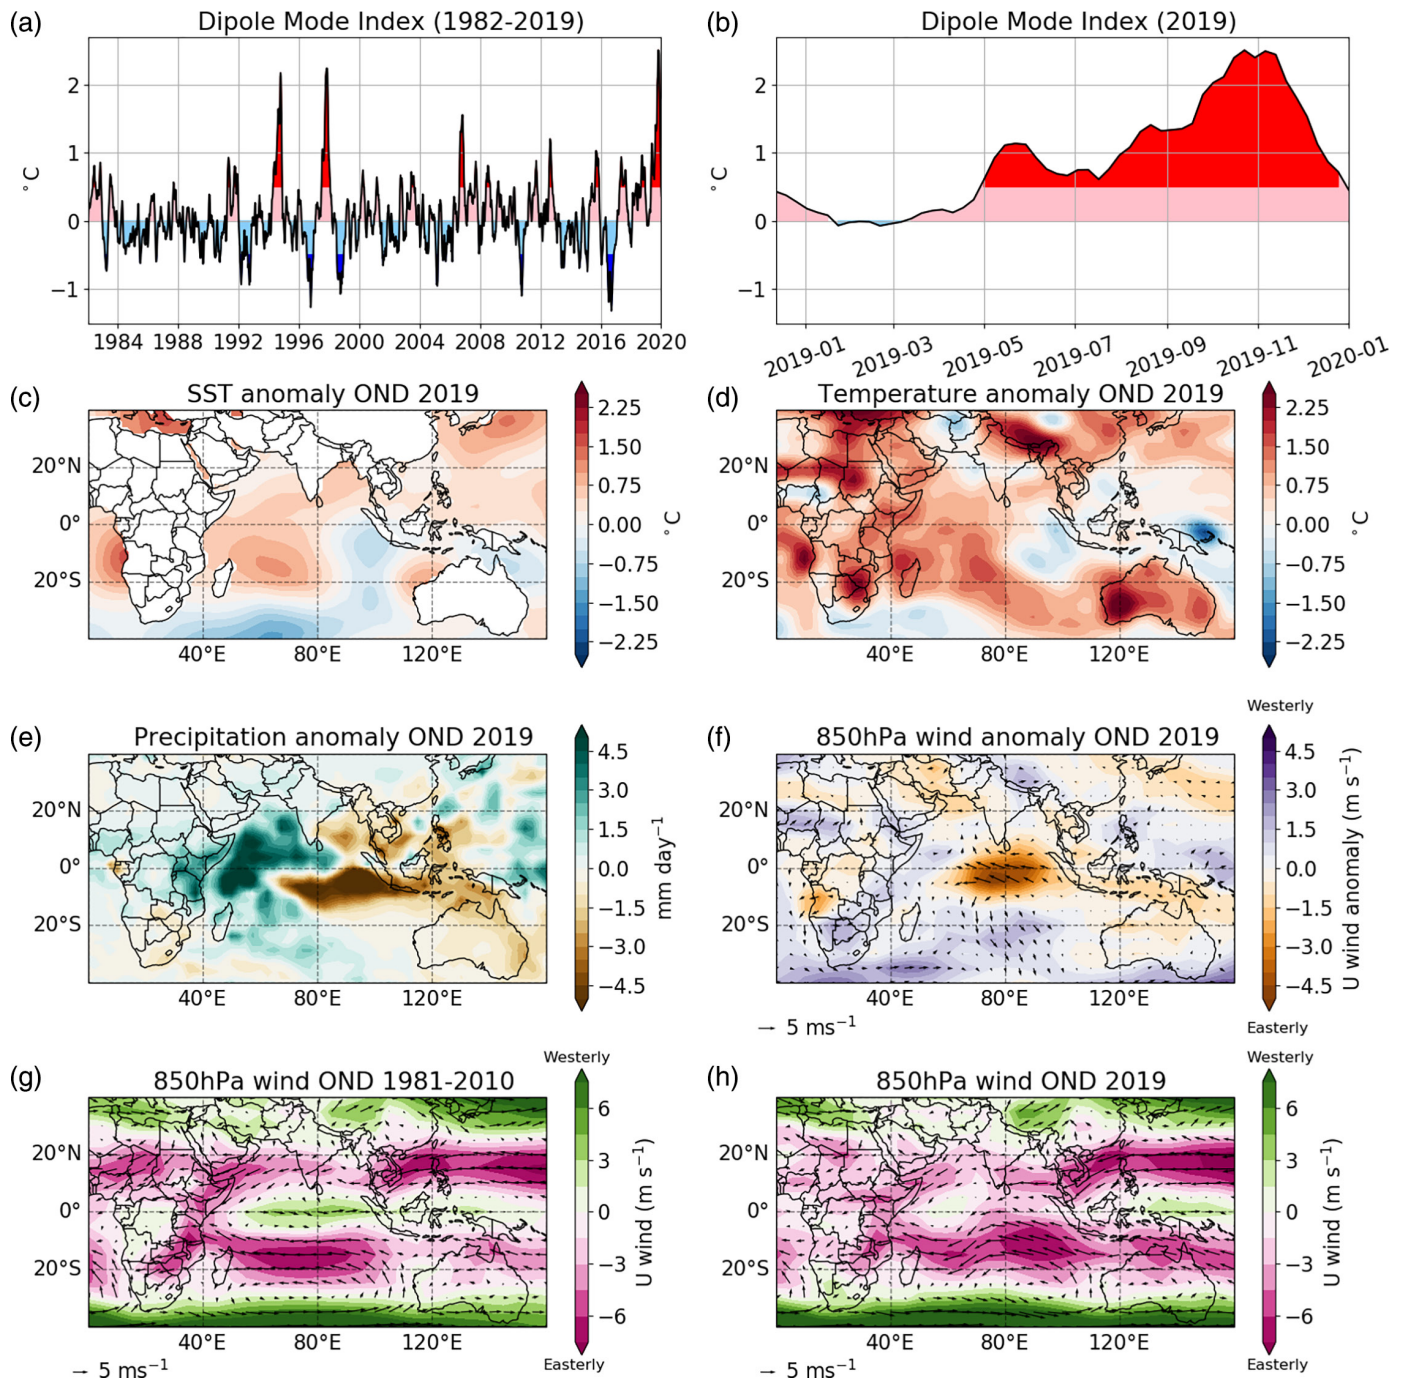 (a) Dipole Mode Index (1982-2019)
°C
2
1
0
−1
1984 1988 1992 1996 2000 2004 2008 2012 2016 2020
(b) Dipole Mode Index (2019)
°C
2
1
0
−1
2019-01 2019-03 2019-05 2019-07 2019-09 2019-11 2020-01
(c) SST anomaly OND 2019
20°N
0°
20°S
40°E 80°E 120°E
2.25
1.50
0.75
0.00
−0.75
−1.50
−2.25
°C
(d) Temperature anomaly OND 2019
20°N
0°
20°S
40°E 80°E 120°E
2.25
1.50
0.75
0.00
−0.75
−1.50
−2.25
°C
(e) Precipitation anomaly OND 2019
20°N
0°
20°S
40°E 80°E 120°E
4.5
3.0
1.5
0.0
−1.5
−3.0
−4.5
mm day⁻¹
(f) 850hPa wind anomaly OND 2019
20°N
0°
20°S
40°E 80°E 120°E
→ 5 ms⁻¹
Westerly
4.5
3.0
1.5
0.0
−1.5
−3.0
−4.5
Easterly
U wind anomaly (m s⁻¹)
(g) 850hPa wind OND 1981-2010
20°N
0°
20°S
40°E 80°E 120°E
→ 5 ms⁻¹
Westerly
6
3
0
−3
−6
Easterly
U wind (m s⁻¹)
(h) 850hPa wind OND 2019
20°N
0°
20°S
40°E 80°E 120°E
→ 5 ms⁻¹
Westerly
6
3
0
−3
−6
Easterly
U wind (m s⁻¹)